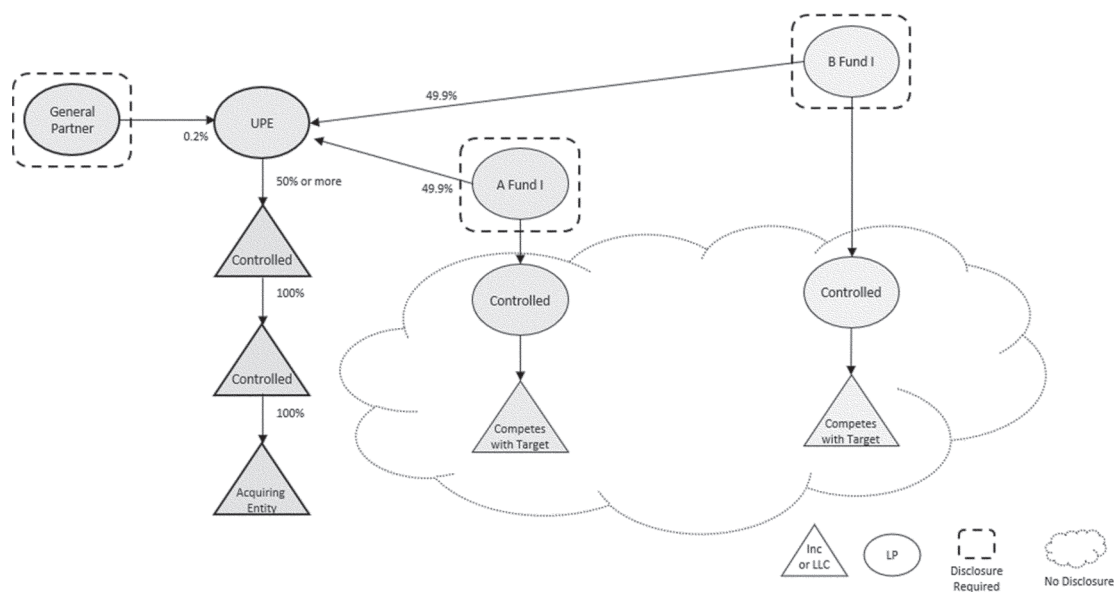 B Fund I
49.9%
General
Partner
0.2%
UPE
49.9%
A Fund I
50% or more
Controlled
100%
Controlled
100%
Acquiring
Entity
Controlled
Competes
with Target
Controlled
Competes
with Target
Inc
or LLC
LP
Disclosure
Required
No Disclosure